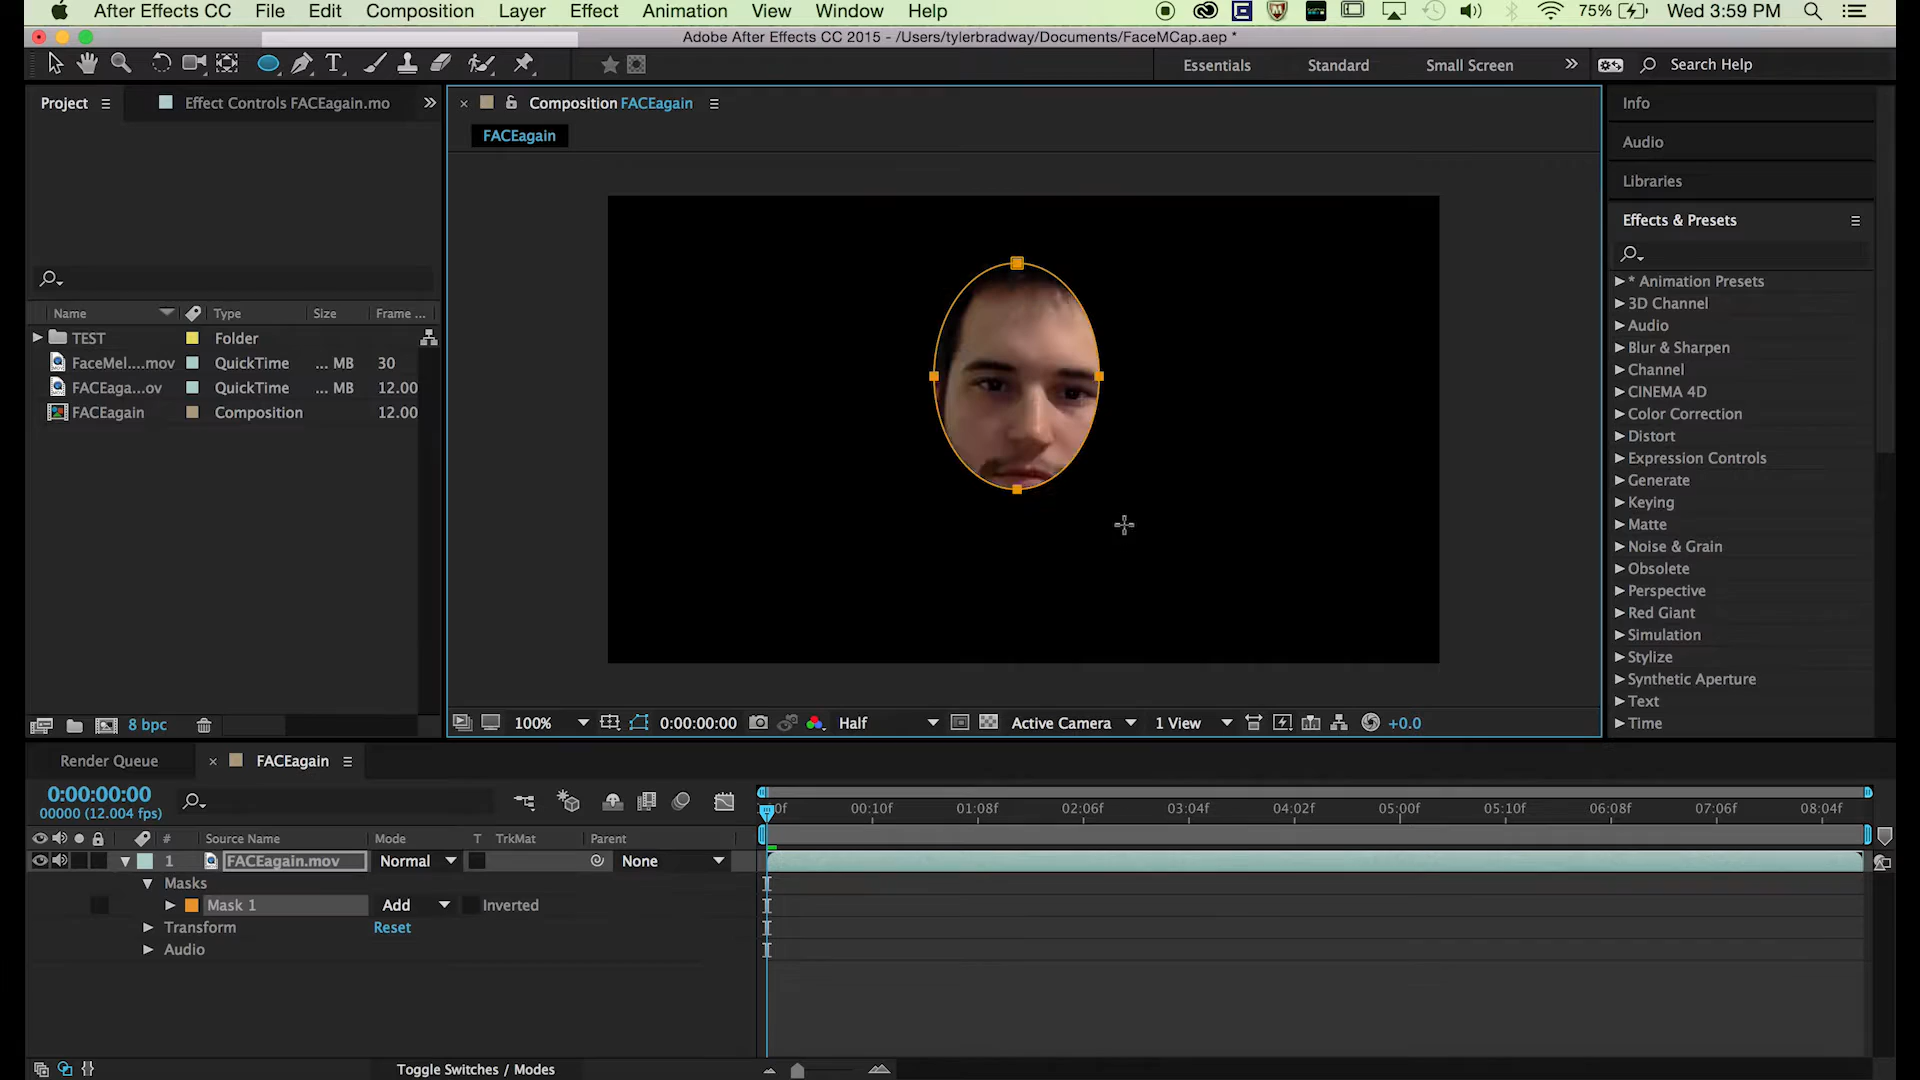 After Effects CC File Edit Composition Layer Effect Animation View Window Help 75% Wed 3:59 PM
Adobe After Effects CC 2015 - /Users/tylerbradway/Documents/FaceMCap.aep *
Essentials Standard Small Screen Search Help
Project Effect Controls FACEagain.mo
Composition FACEagain
FACEagain
Name Type Size Frame ...
TEST Folder
FaceMel....mov QuickTime ... MB 30
FACEaga...ov QuickTime ... MB 12.00
FACEagain Composition 12.00
8 bpc
100% 0:00:00:00 Half Active Camera 1 View +0.0
Info
Audio
Libraries
Effects & Presets
* Animation Presets
3D Channel
Audio
Blur & Sharpen
Channel
CINEMA 4D
Color Correction
Distort
Expression Controls
Generate
Keying
Matte
Noise & Grain
Obsolete
Perspective
Red Giant
Simulation
Stylize
Synthetic Aperture
Text
Time
Render Queue FACEagain
0:00:00:00
00000 (12.004 fps)
00f 00:10f 01:08f 02:06f 03:04f 04:02f 05:00f 05:10f 06:08f 07:06f 08:04f
# Source Name Mode T TrkMat Parent
1 FACEagain.mov Normal None
Masks
Mask 1 Add Inverted
Transform Reset
Audio
Toggle Switches / Modes